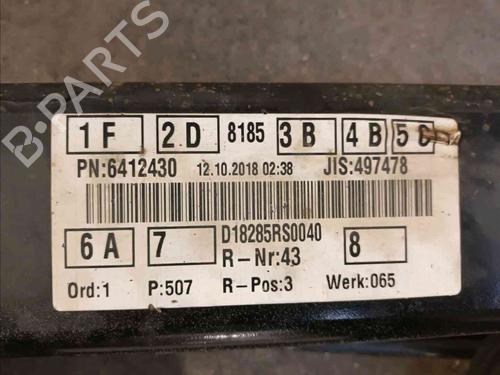 1F 2D 8185 3B 4B 5C
PN:6412430 12.10.2018 02:38 JIS:497478
6A 7 D18285RS0040 8
R-Nr:43
Ord:1 P:507 R-Pos:3 Werk:065
B-PARTS